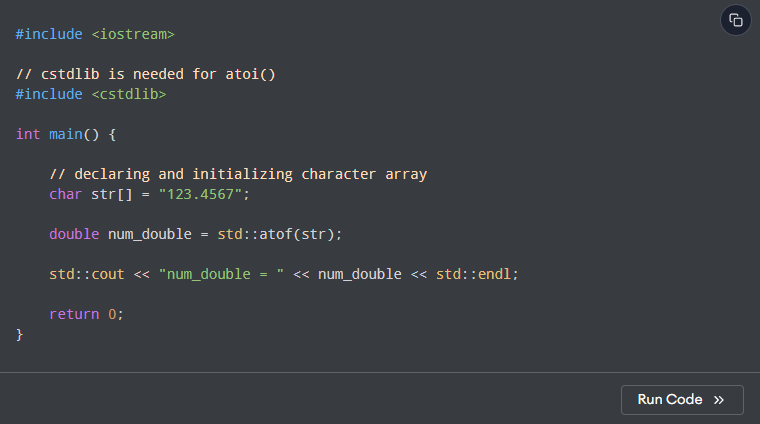 #include <iostream>
// cstdlib is needed for atoi()
#include <cstdlib>
int main() {
// declaring and initializing character array
char str[] = "123.4567";
double num_double = std::atof(str);
std::cout << "num_double = " << num_double << std::endl;
return 0;
}
Run Code »